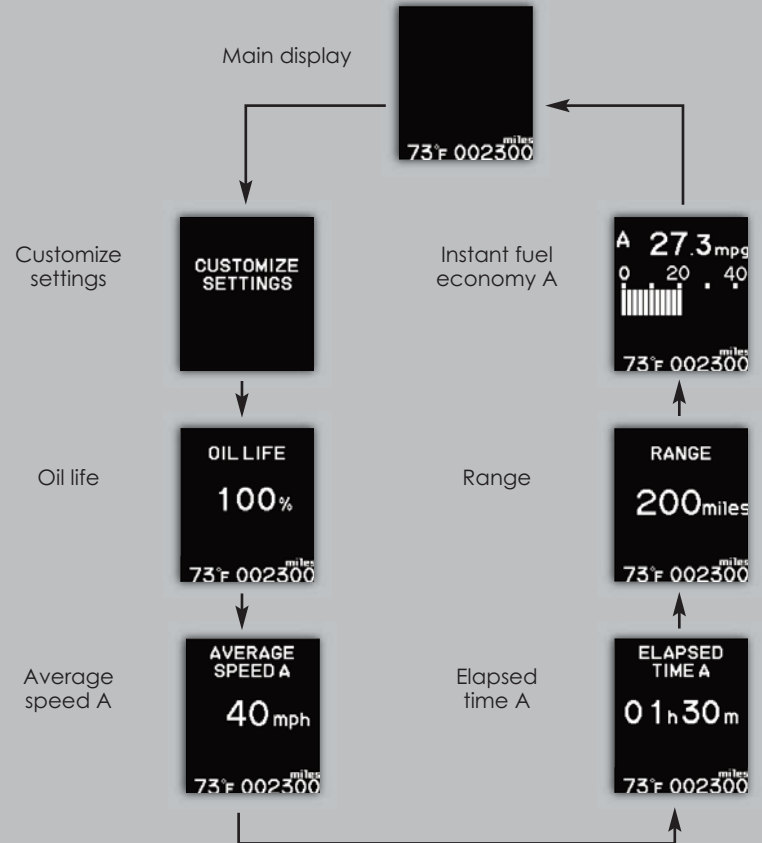 Main display
miles
73°F 002300
Customize
settings
CUSTOMIZE
SETTINGS
Oil life
OIL LIFE
100%
miles
73°F 002300
Average
speed A
AVERAGE
SPEED A
40 mph
miles
73°F 002300
Elapsed
time A
ELAPSED
TIME A
01h30m
miles
73°F 002300
Range
RANGE
200miles
miles
73°F 002300
Instant fuel
economy A
A 27.3mpg
0 20 40
miles
73°F 002300